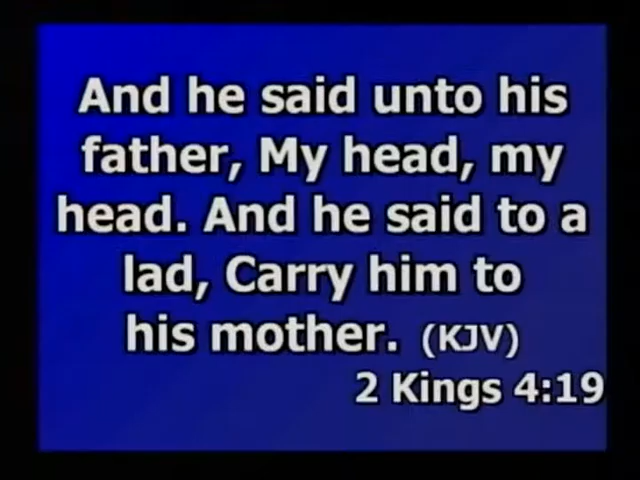 And he said unto his
father, My head, my
head. And he said to a
lad, Carry him to
his mother. (KJV)
2 Kings 4:19